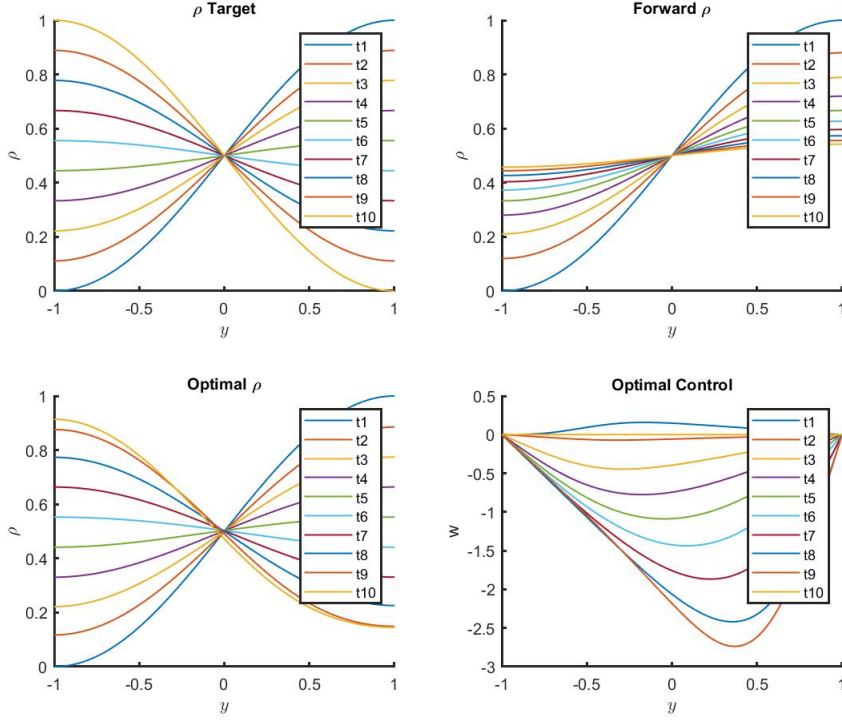 ρ Target
1
0.8
0.6
0.4
0.2
0
ρ
-1
-0.5
0
0.5
1
y
t1
t2
t3
t4
t5
t6
t7
t8
t9
t10
Forward ρ
1
0.8
0.6
0.4
0.2
0
ρ
-1
-0.5
0
0.5
1
y
t1
t2
t3
t4
t5
t6
t7
t8
t9
t10
Optimal ρ
1
0.8
0.6
0.4
0.2
0
ρ
-1
-0.5
0
0.5
1
y
t1
t2
t3
t4
t5
t6
t7
t8
t9
t10
Optimal Control
0.5
0
-0.5
-1
-1.5
-2
-2.5
-3
w
-1
-0.5
0
0.5
1
y
t1
t2
t3
t4
t5
t6
t7
t8
t9
t10